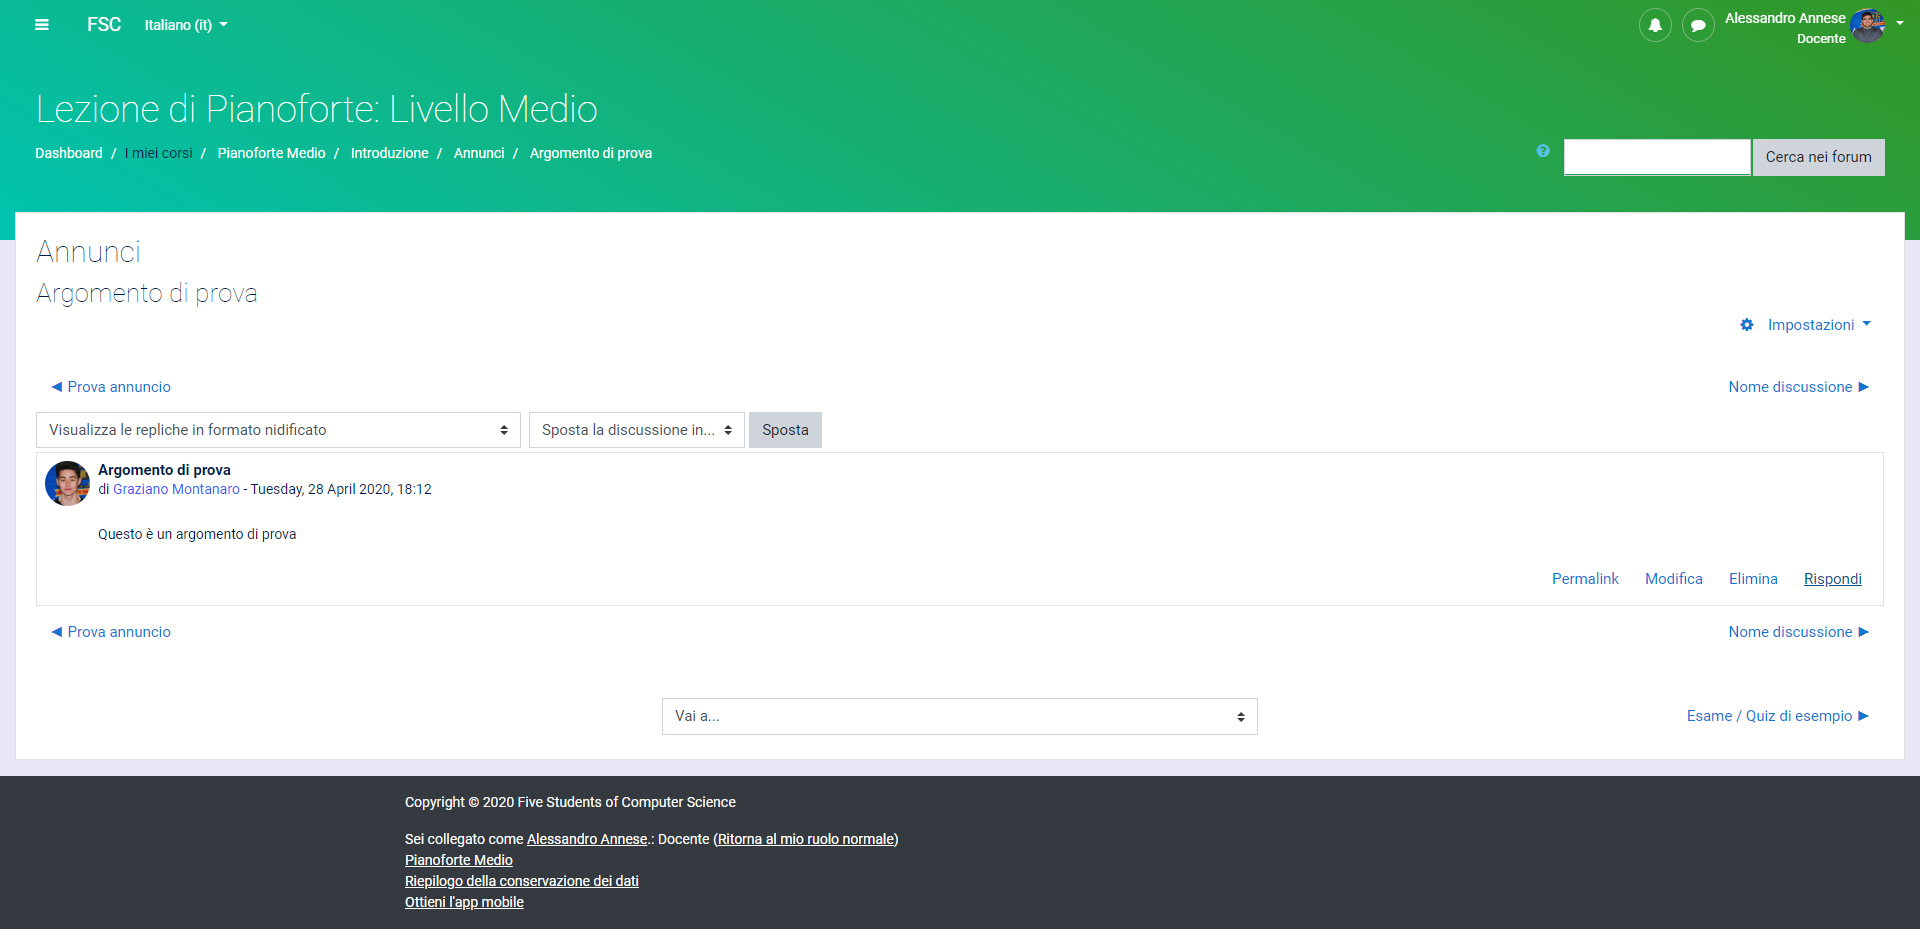 FSC Italiano (it)
Alessandro Annese
Docente
Lezione di Pianoforte: Livello Medio
Dashboard / I miei corsi / Pianoforte Medio / Introduzione / Annunci / Argomento di prova
Cerca nei forum
Annunci
Argomento di prova
Impostazioni
◀ Prova annuncio
Nome discussione ▶
Visualizza le repliche in formato nidificato
Sposta la discussione in...
Sposta
Argomento di prova
di Graziano Montanaro - Tuesday, 28 April 2020, 18:12
Questo è un argomento di prova
Permalink Modifica Elimina Rispondi
◀ Prova annuncio
Nome discussione ▶
Vai a...
Esame / Quiz di esempio ▶
Copyright © 2020 Five Students of Computer Science
Sei collegato come Alessandro Annese.: Docente (Ritorna al mio ruolo normale)
Pianoforte Medio
Riepilogo della conservazione dei dati
Ottieni l'app mobile